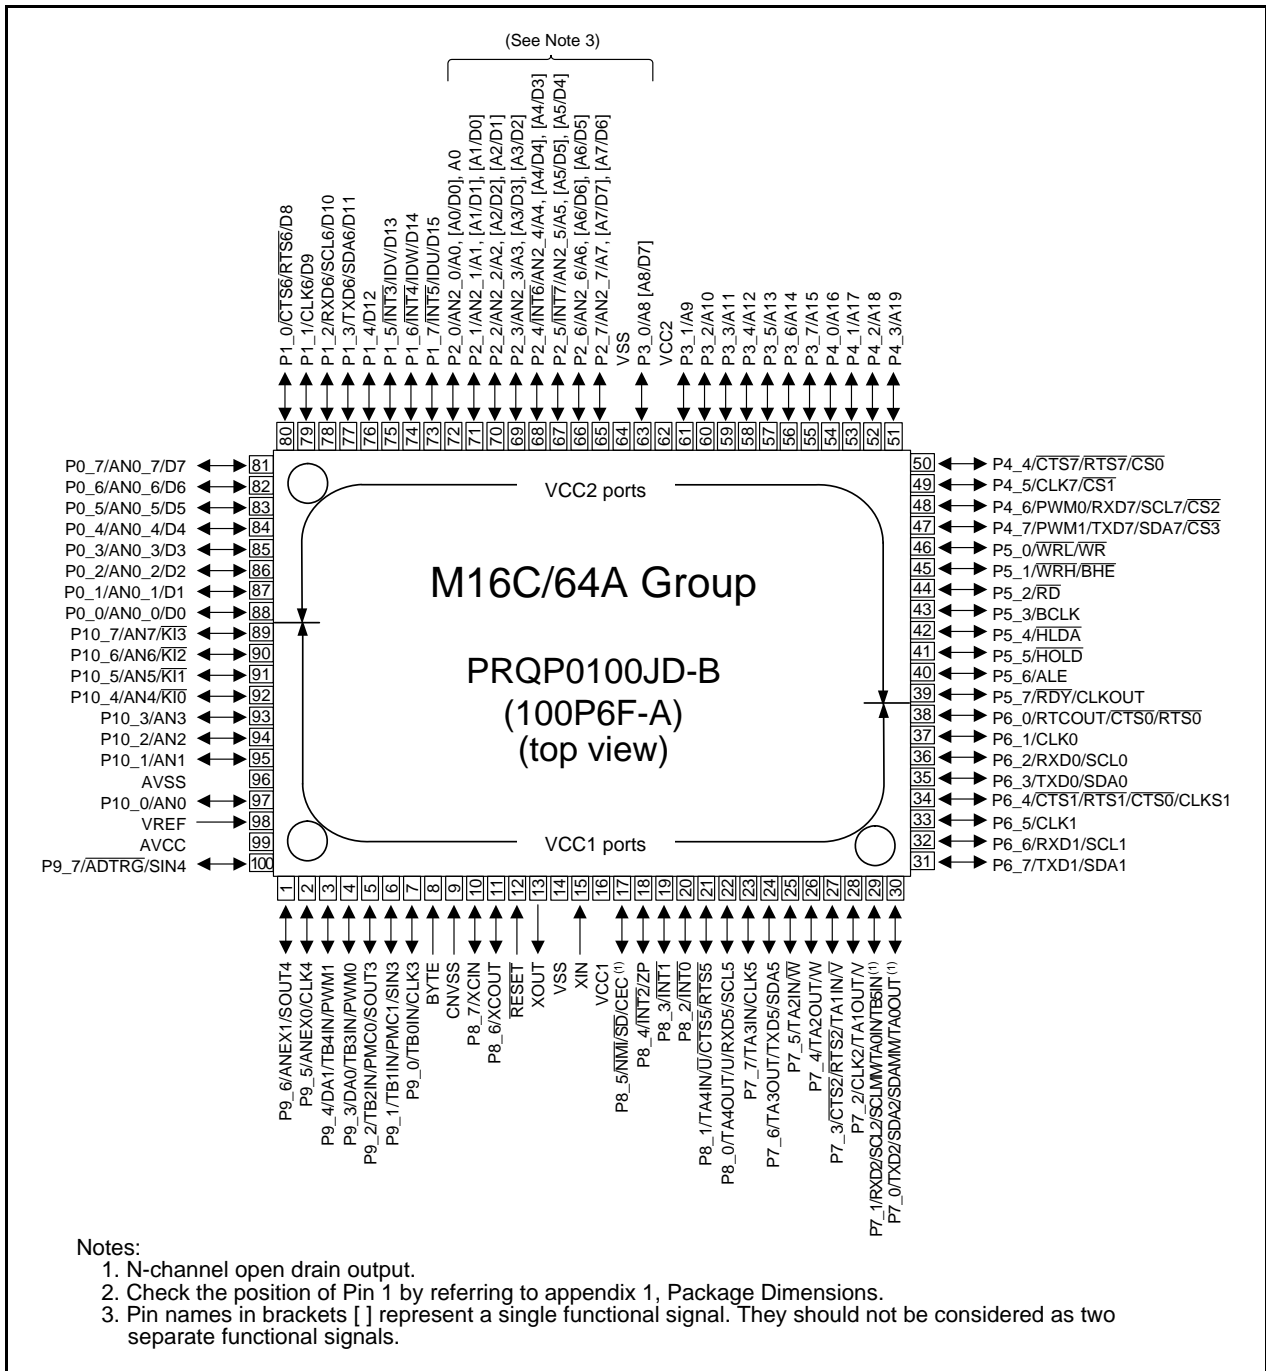 (See Note 3)
P1_0/CTS6/RTS6/D8
P1_1/CLK6/D9
P1_2/RXD6/SCL6/D10
P1_3/TXD6/SDA6/D11
P1_4/D12
P1_5/INT3/IDV/D13
P1_6/INT4/IDW/D14
P1_7/INT5/IDU/D15
P2_0/AN2_0/A0, [A0/D0], A0
P2_1/AN2_1/A1, [A1/D1], [A1/D0]
P2_2/AN2_2/A2, [A2/D2], [A2/D1]
P2_3/AN2_3/A3, [A3/D3], [A3/D2]
P2_4/INT6/AN2_4/A4, [A4/D4], [A4/D3]
P2_5/INT7/AN2_5/A5, [A5/D5], [A5/D4]
P2_6/AN2_6/A6, [A6/D6], [A6/D5]
P2_7/AN2_7/A7, [A7/D7], [A7/D6]
VSS
P3_0/A8 [A8/D7]
VCC2
P3_1/A9
P3_2/A10
P3_3/A11
P3_4/A12
P3_5/A13
P3_6/A14
P3_7/A15
P4_0/A16
P4_1/A17
P4_2/A18
P4_3/A19
80 79 78 77 76 75 74 73 72 71 70 69 68 67 66 65 64 63 62 61 60 59 58 57 56 55 54 53 52 51
P0_7/AN0_7/D7 81
P0_6/AN0_6/D6 82
P0_5/AN0_5/D5 83
P0_4/AN0_4/D4 84
P0_3/AN0_3/D3 85
P0_2/AN0_2/D2 86
P0_1/AN0_1/D1 87
P0_0/AN0_0/D0 88
P10_7/AN7/KI3 89
P10_6/AN6/KI2 90
P10_5/AN5/KI1 91
P10_4/AN4/KI0 92
P10_3/AN3 93
P10_2/AN2 94
P10_1/AN1 95
AVSS 96
P10_0/AN0 97
VREF 98
AVCC 99
P9_7/ADTRG/SIN4 100
VCC2 ports
M16C/64A Group
PRQP0100JD-B
(100P6F-A)
(top view)
VCC1 ports
50 P4_4/CTS7/RTS7/CS0
49 P4_5/CLK7/CS1
48 P4_6/PWM0/RXD7/SCL7/CS2
47 P4_7/PWM1/TXD7/SDA7/CS3
46 P5_0/WRL/WR
45 P5_1/WRH/BHE
44 P5_2/RD
43 P5_3/BCLK
42 P5_4/HLDA
41 P5_5/HOLD
40 P5_6/ALE
39 P5_7/RDY/CLKOUT
38 P6_0/RTCOUT/CTS0/RTS0
37 P6_1/CLK0
36 P6_2/RXD0/SCL0
35 P6_3/TXD0/SDA0
34 P6_4/CTS1/RTS1/CTS0/CLKS1
33 P6_5/CLK1
32 P6_6/RXD1/SCL1
31 P6_7/TXD1/SDA1
1 2 3 4 5 6 7 8 9 10 11 12 13 14 15 16 17 18 19 20 21 22 23 24 25 26 27 28 29 30
P9_6/ANEX1/SOUT4
P9_5/ANEX0/CLK4
P9_4/DA1/TB4IN/PWM1
P9_3/DA0/TB3IN/PWM0
P9_2/TB2IN/PMC0/SOUT3
P9_1/TB1IN/PMC1/SIN3
P9_0/TB0IN/CLK3
BYTE
CNVSS
P8_7/XCIN
P8_6/XCOUT
RESET
XOUT
VSS
XIN
VCC1
P8_5/NMI/SD/CEC (1)
P8_4/INT2/ZP
P8_3/INT1
P8_2/INT0
P8_1/TA4IN/U/CTS5/RTS5
P8_0/TA4OUT/U/RXD5/SCL5
P7_7/TA3IN/CLK5
P7_6/TA3OUT/TXD5/SDA5
P7_5/TA2IN/W
P7_4/TA2OUT/W
P7_3/CTS2/RTS2/TA1IN/V
P7_2/CLK2/TA1OUT/V
P7_1/RXD2/SCL2/SCLMM/TA0IN/TB5IN (1)
P7_0/TXD2/SDA2/SDAMM/TA0OUT (1)
Notes:
1. N-channel open drain output.
2. Check the position of Pin 1 by referring to appendix 1, Package Dimensions.
3. Pin names in brackets [ ] represent a single functional signal. They should not be considered as two
separate functional signals.